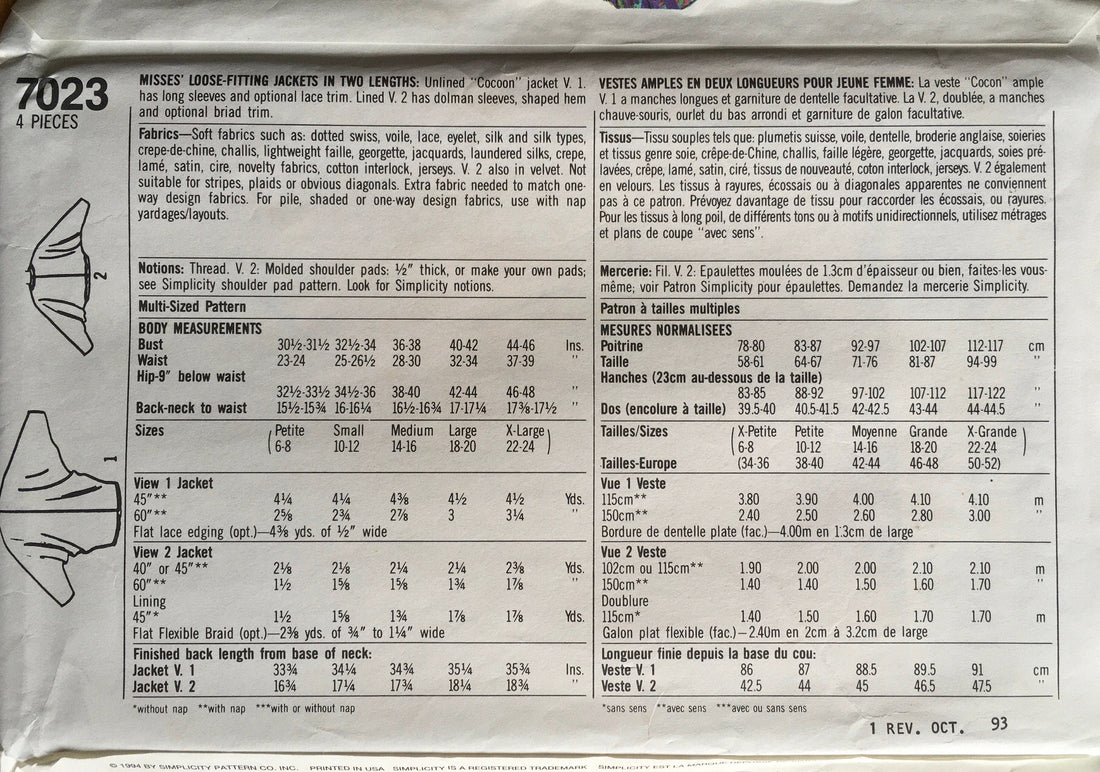 7023
4 PIECES
MISSES' LOOSE-FITTING JACKETS IN TWO LENGTHS: Unlined "Cocoon" jacket V. 1.
has long sleeves and optional lace trim. Lined V. 2 has dolman sleeves, shaped hem
and optional briad trim.
Fabrics—Soft fabrics such as: dotted swiss, voile, lace, eyelet, silk and silk types,
crepe-de-chine, challis, lightweight faille, georgette, jacquards, laundered silks, crepe,
lamé, satin, cire, novelty fabrics, cotton interlock, jerseys. V. 2 also in velvet. Not
suitable for stripes, plaids or obvious diagonals. Extra fabric needed to match one-
way design fabrics. For pile, shaded or one-way design fabrics, use with nap
yardages/layouts.
Notions: Thread. V. 2: Molded shoulder pads: ½" thick, or make your own pads;
see Simplicity shoulder pad pattern. Look for Simplicity notions.
Multi-Sized Pattern
BODY MEASUREMENTS
Bust 30½-31½ 32½-34 36-38 40-42 44-46 Ins.
Waist 23-24 25-26½ 28-30 32-34 37-39 "
Hip-9" below waist
32½-33½ 34½-36 38-40 42-44 46-48 "
Back-neck to waist 15½-15¾ 16-16¼ 16½-16¾ 17-17¼ 17⅜-17½ "
Sizes (Petite Small Medium Large X-Large)
6-8 10-12 14-16 18-20 22-24
View 1 Jacket
45"** 4¼ 4¼ 4⅜ 4½ 4½ Yds.
60"** 2⅝ 2¾ 2⅞ 3 3¼ "
Flat lace edging (opt.)—4⅜ yds. of ½" wide
View 2 Jacket
40" or 45"** 2⅛ 2⅛ 2¼ 2¼ 2⅜ Yds.
60"** 1½ 1⅝ 1⅝ 1¾ 1⅞ "
Lining
45"* 1½ 1⅝ 1¾ 1⅞ 1⅞ Yds.
Flat Flexible Braid (opt.)—2⅜ yds. of ¾" to 1¼" wide
Finished back length from base of neck:
Jacket V. 1 33¾ 34¼ 34¾ 35¼ 35¾ Ins.
Jacket V. 2 16¾ 17¼ 17¾ 18¼ 18¾ "
*without nap **with nap ***with or without nap
VESTES AMPLES EN DEUX LONGUEURS POUR JEUNE FEMME: La veste "Cocon" ample
V. 1 a manches longues et garniture de dentelle facultative. La V. 2, doublée, a manches
chauve-souris, ourlet du bas arrondi et garniture de galon facultative.
Tissus—Tissu souples tels que: plumetis suisse, voile, dentelle, broderie anglaise, soieries
et tissus genre soie, crêpe-de-Chine, challis, faille légère, georgette, jacquards, soies pré-
lavées, crêpe, lamé, satin, ciré, tissus de nouveauté, coton interlock, jerseys. V. 2 également
en velours. Les tissus à rayures, écossais ou à diagonales apparentes ne conviennent
pas à ce patron. Prévoyez davantage de tissu pour raccorder les écossais, ou rayures.
Pour les tissus à long poil, de différents tons ou à motifs unidirectionnels, utilisez métrages
et plans de coupe "avec sens".
Mercerie: Fil. V. 2: Epaulettes moulées de 1.3cm d'épaisseur ou bien, faites-les vous-
même; voir Patron Simplicity pour épaulettes. Demandez la mercerie Simplicity.
Patron à tailles multiples
MESURES NORMALISEES
Poitrine 78-80 83-87 92-97 102-107 112-117 cm
Taille 58-61 64-67 71-76 81-87 94-99 "
Hanches (23cm au-dessous de la taille)
83-85 88-92 97-102 107-112 117-122 "
Dos (encolure à taille) 39.5-40 40.5-41.5 42-42.5 43-44 44-44.5 "
Tailles/Sizes (X-Petite Petite Moyenne Grande X-Grande)
6-8 10-12 14-16 18-20 22-24
Tailles-Europe (34-36 38-40 42-44 46-48 50-52)
Vue 1 Veste
115cm** 3.80 3.90 4.00 4.10 4.10 m
150cm** 2.40 2.50 2.60 2.80 3.00 "
Bordure de dentelle plate (fac.)—4.00m en 1.3cm de large
Vue 2 Veste
102cm ou 115cm** 1.90 2.00 2.00 2.10 2.10 m
150cm** 1.40 1.40 1.50 1.60 1.70 "
Doublure
115cm* 1.40 1.50 1.60 1.70 1.70 m
Galon plat flexible (fac.)—2.40m en 2cm à 3.2cm de large
Longueur finie depuis la base du cou:
Veste V. 1 86 87 88.5 89.5 91 cm
Veste V. 2 42.5 44 45 46.5 47.5 "
*sans sens **avec sens ***avec ou sans sens
2
1
1 REV. OCT. 93
© 1994 BY SIMPLICITY PATTERN CO. INC. PRINTED IN USA SIMPLICITY IS A REGISTERED TRADEMARK SIMPLICITY EST LA